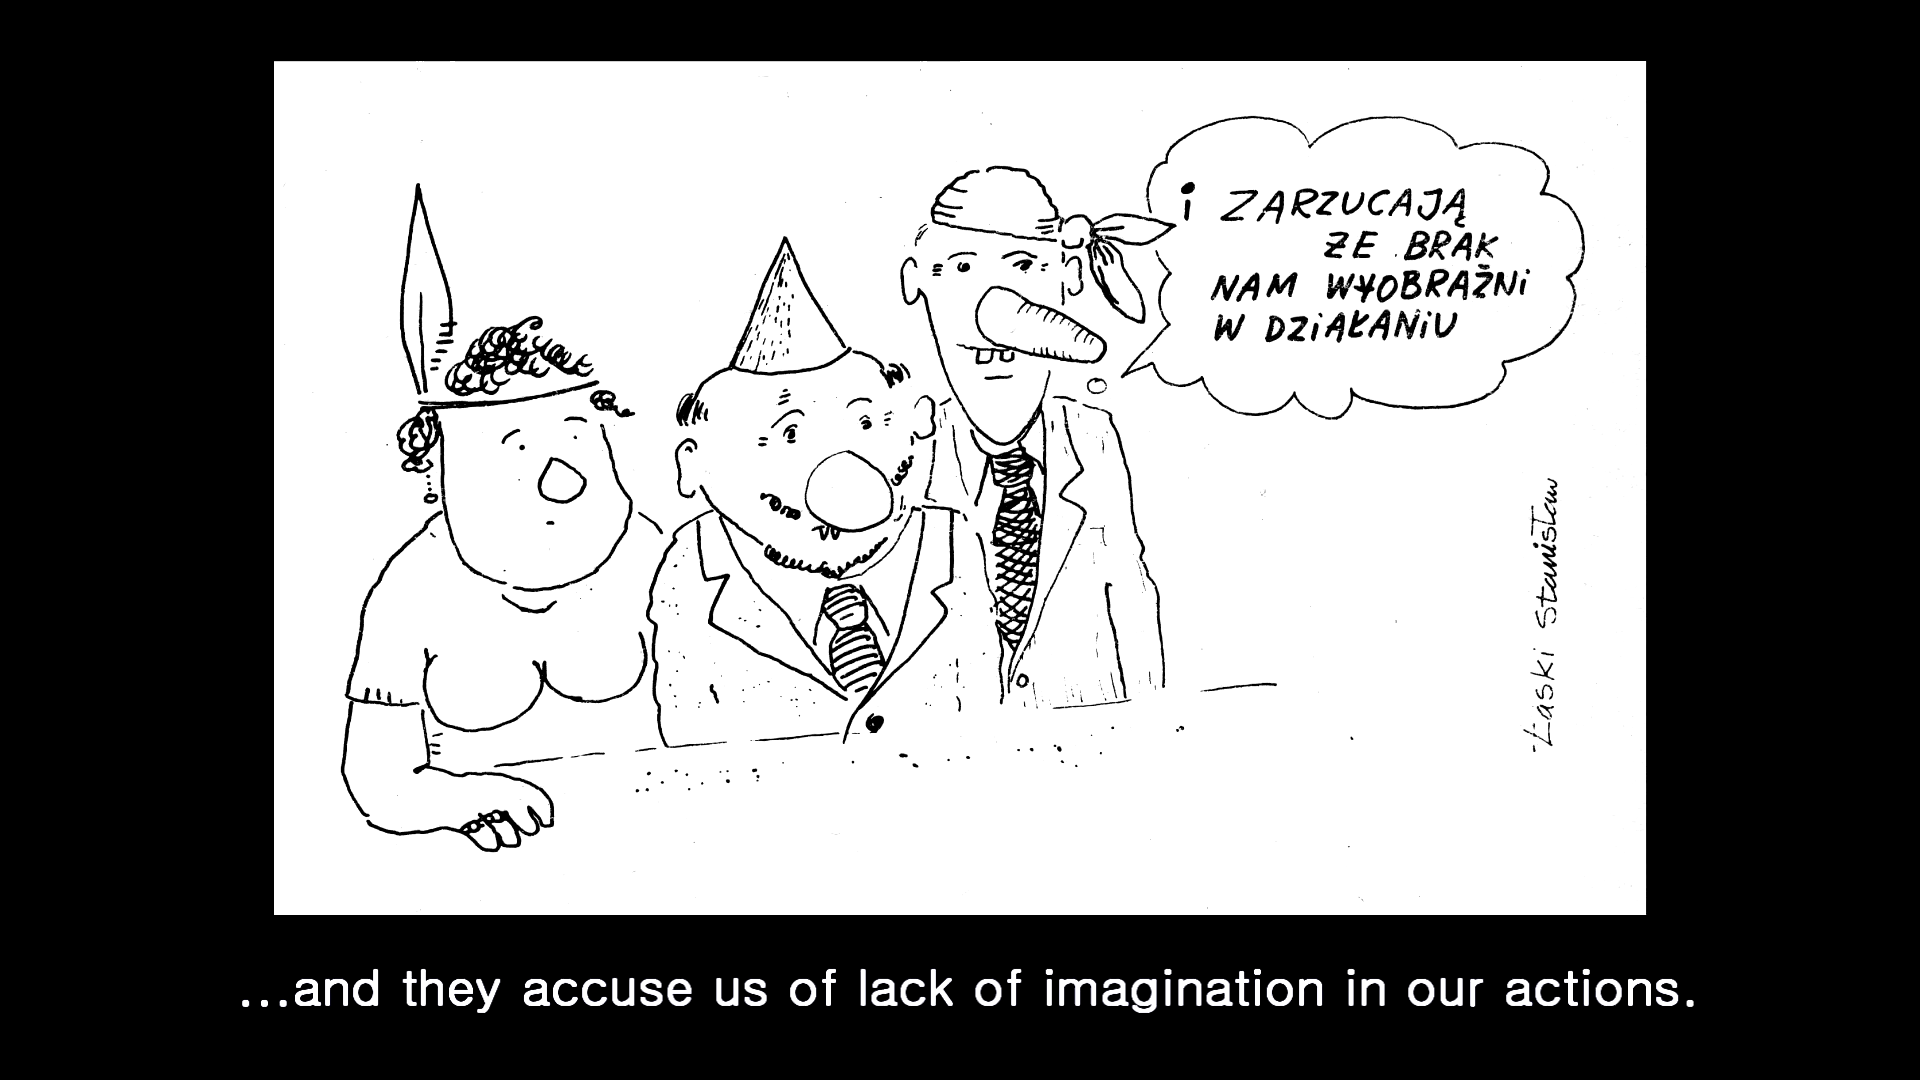 i ZARZUCAJĄ
ŻE BRAK
NAM WYOBRAŹNi
W DZiAŁANiU
Łaski Stanisław
...and they accuse us of lack of imagination in our actions.